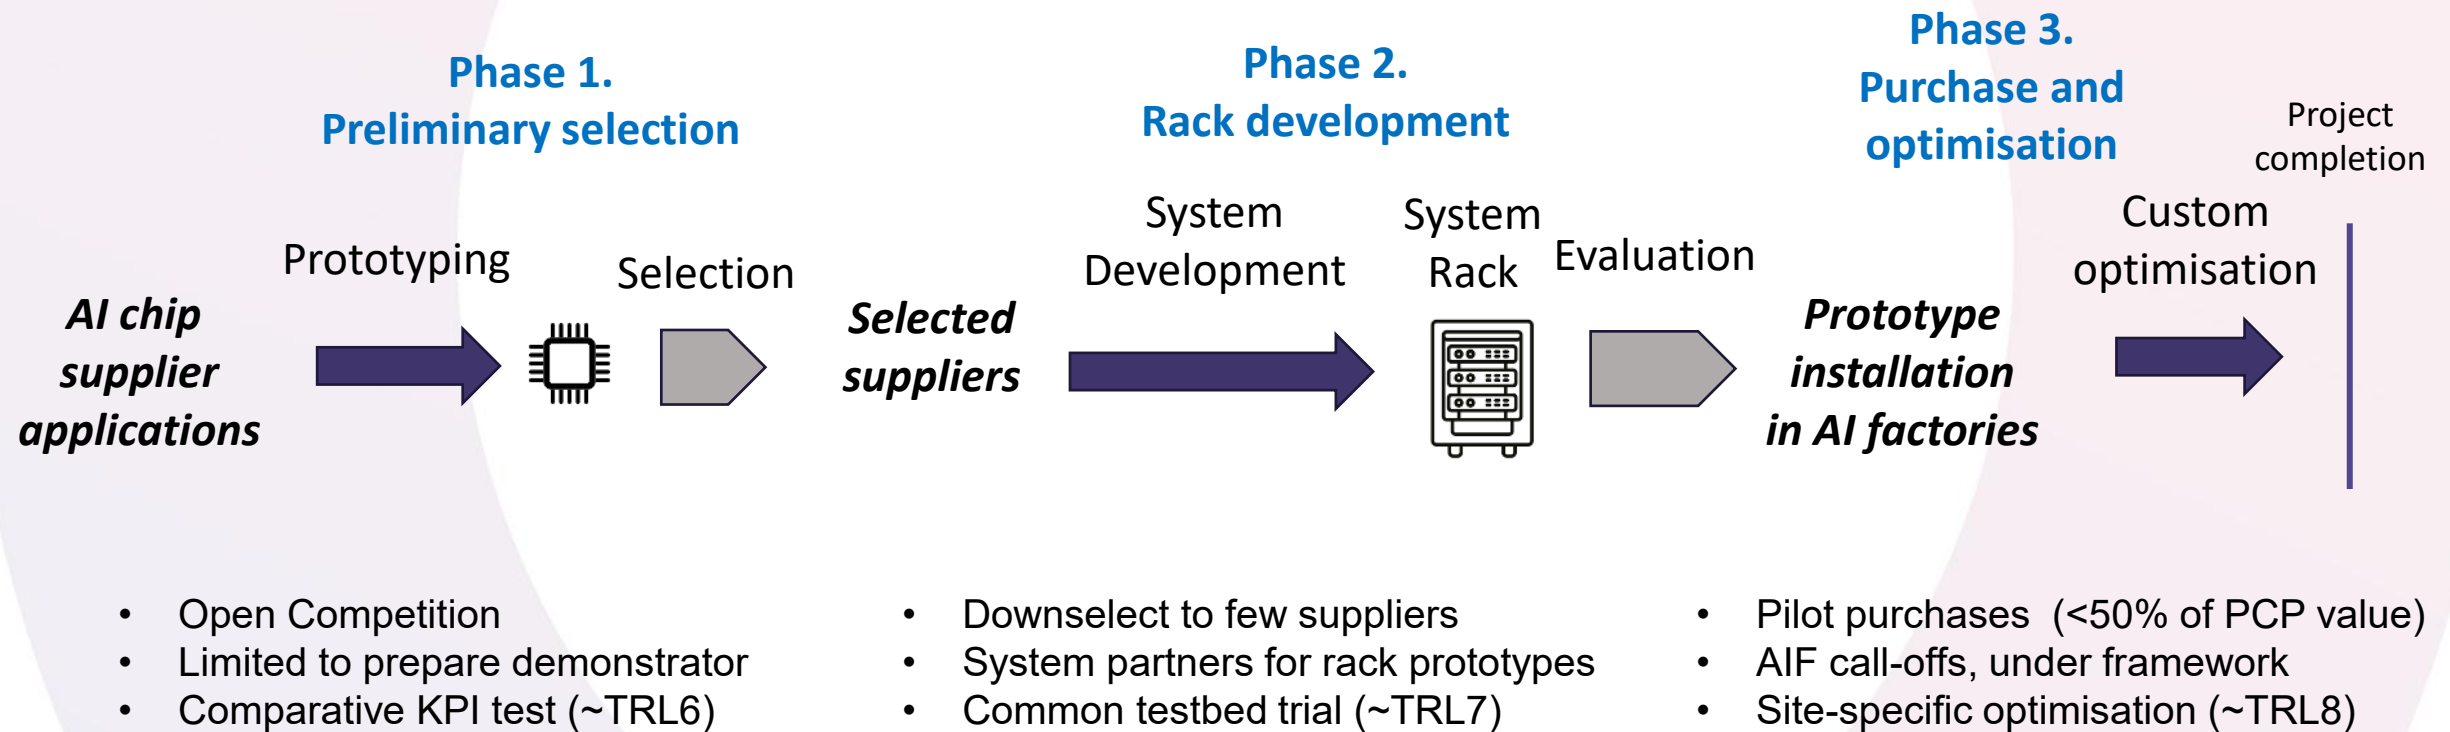 Phase 1.
Preliminary selection
Phase 2.
Rack development
Phase 3.
Purchase and
optimisation
Project
completion
AI chip
supplier
applications
Prototyping
Selection
Selected
suppliers
System
Development
System
Rack
Evaluation
Prototype
installation
in AI factories
Custom
optimisation
• Open Competition
• Limited to prepare demonstrator
• Comparative KPI test (~TRL6)
• Downselect to few suppliers
• System partners for rack prototypes
• Common testbed trial (~TRL7)
• Pilot purchases (<50% of PCP value)
• AIF call-offs, under framework
• Site-specific optimisation (~TRL8)